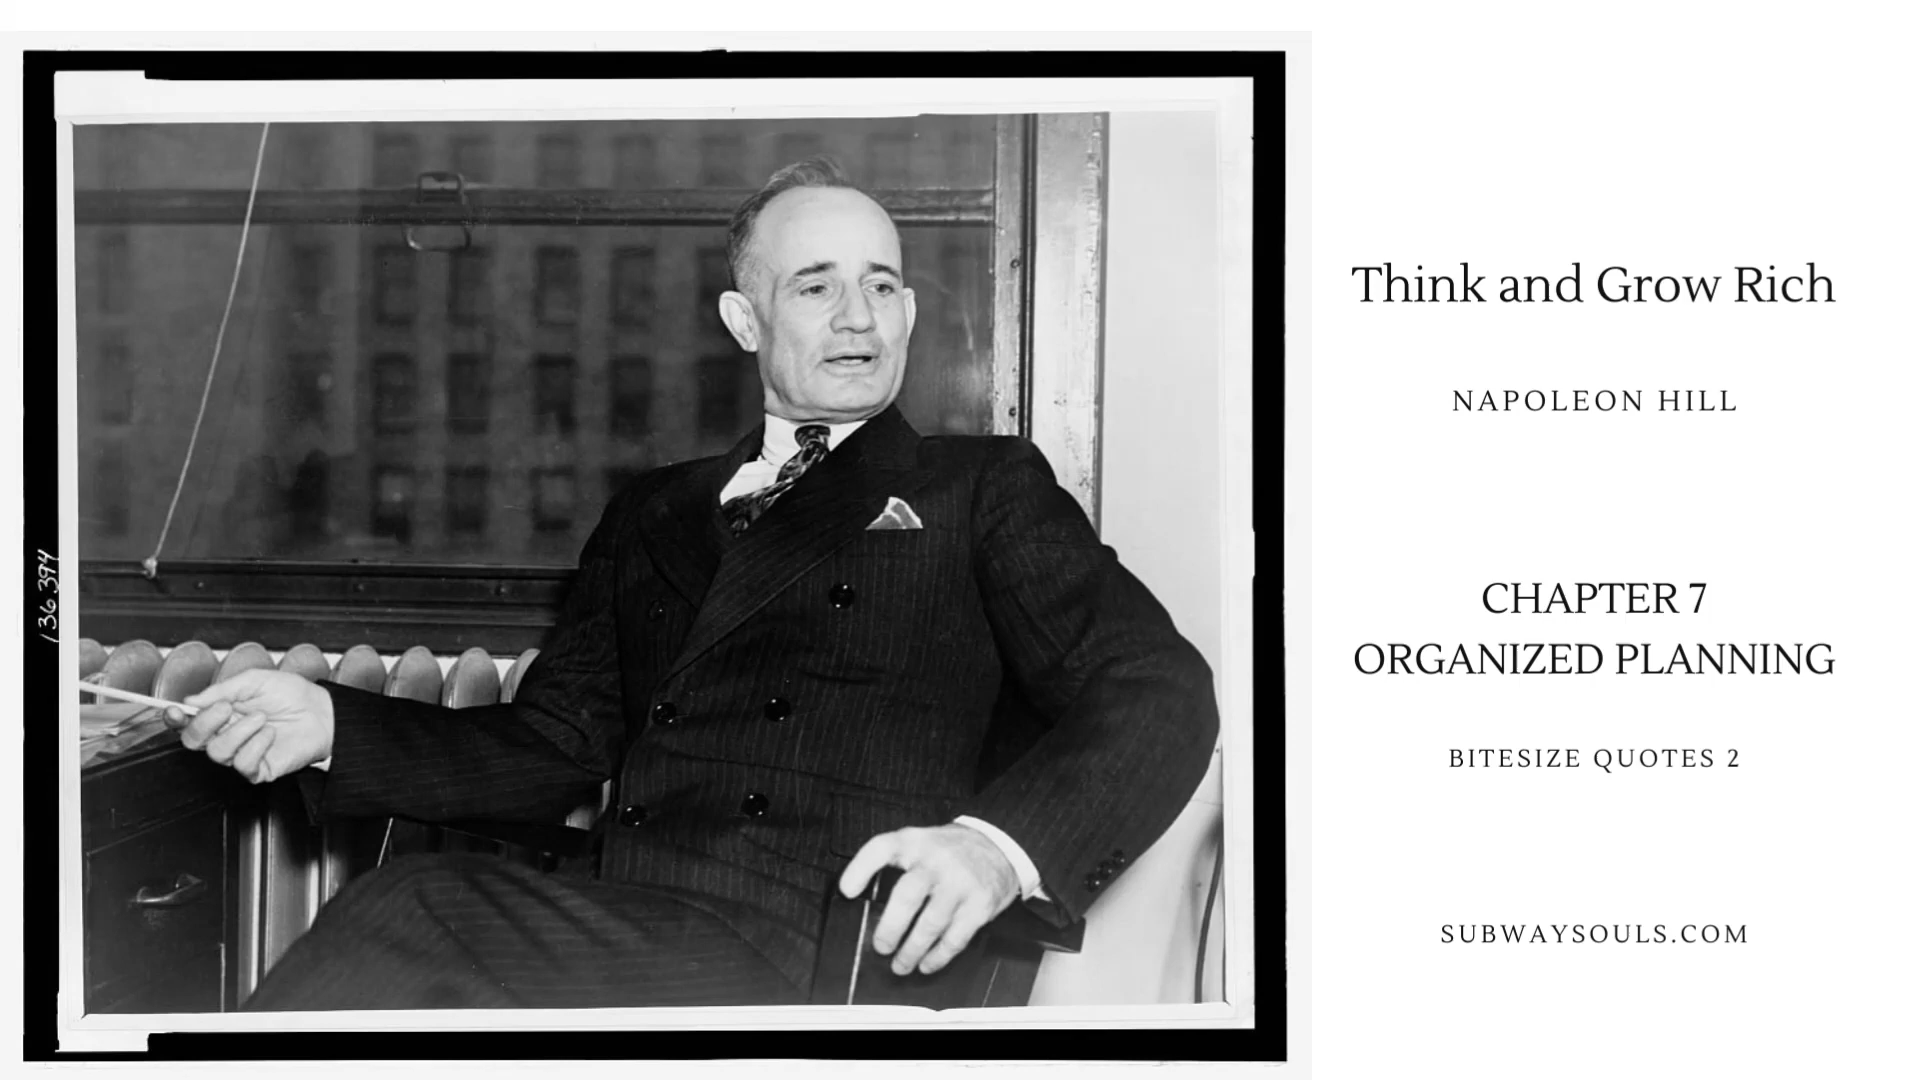 136394
Think and Grow Rich
NAPOLEON HILL
CHAPTER 7
ORGANIZED PLANNING
BITESIZE QUOTES 2
SUBWAYSOULS.COM